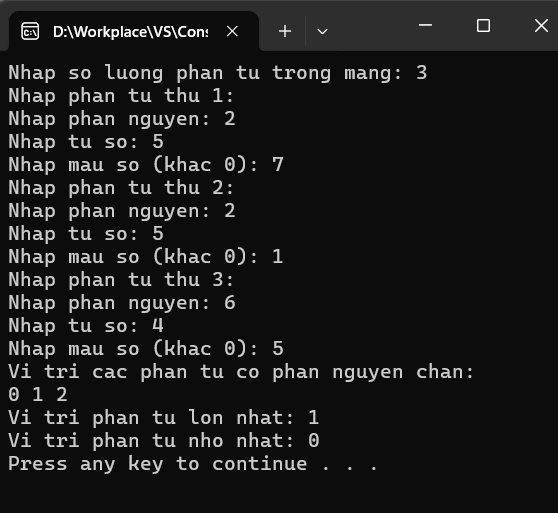 D:\Workplace\VS\Cons
Nhap so luong phan tu trong mang: 3
Nhap phan tu thu 1:
Nhap phan nguyen: 2
Nhap tu so: 5
Nhap mau so (khac 0): 7
Nhap phan tu thu 2:
Nhap phan nguyen: 2
Nhap tu so: 5
Nhap mau so (khac 0): 1
Nhap phan tu thu 3:
Nhap phan nguyen: 6
Nhap tu so: 4
Nhap mau so (khac 0): 5
Vi tri cac phan tu co phan nguyen chan:
0 1 2
Vi tri phan tu lon nhat: 1
Vi tri phan tu nho nhat: 0
Press any key to continue . . .